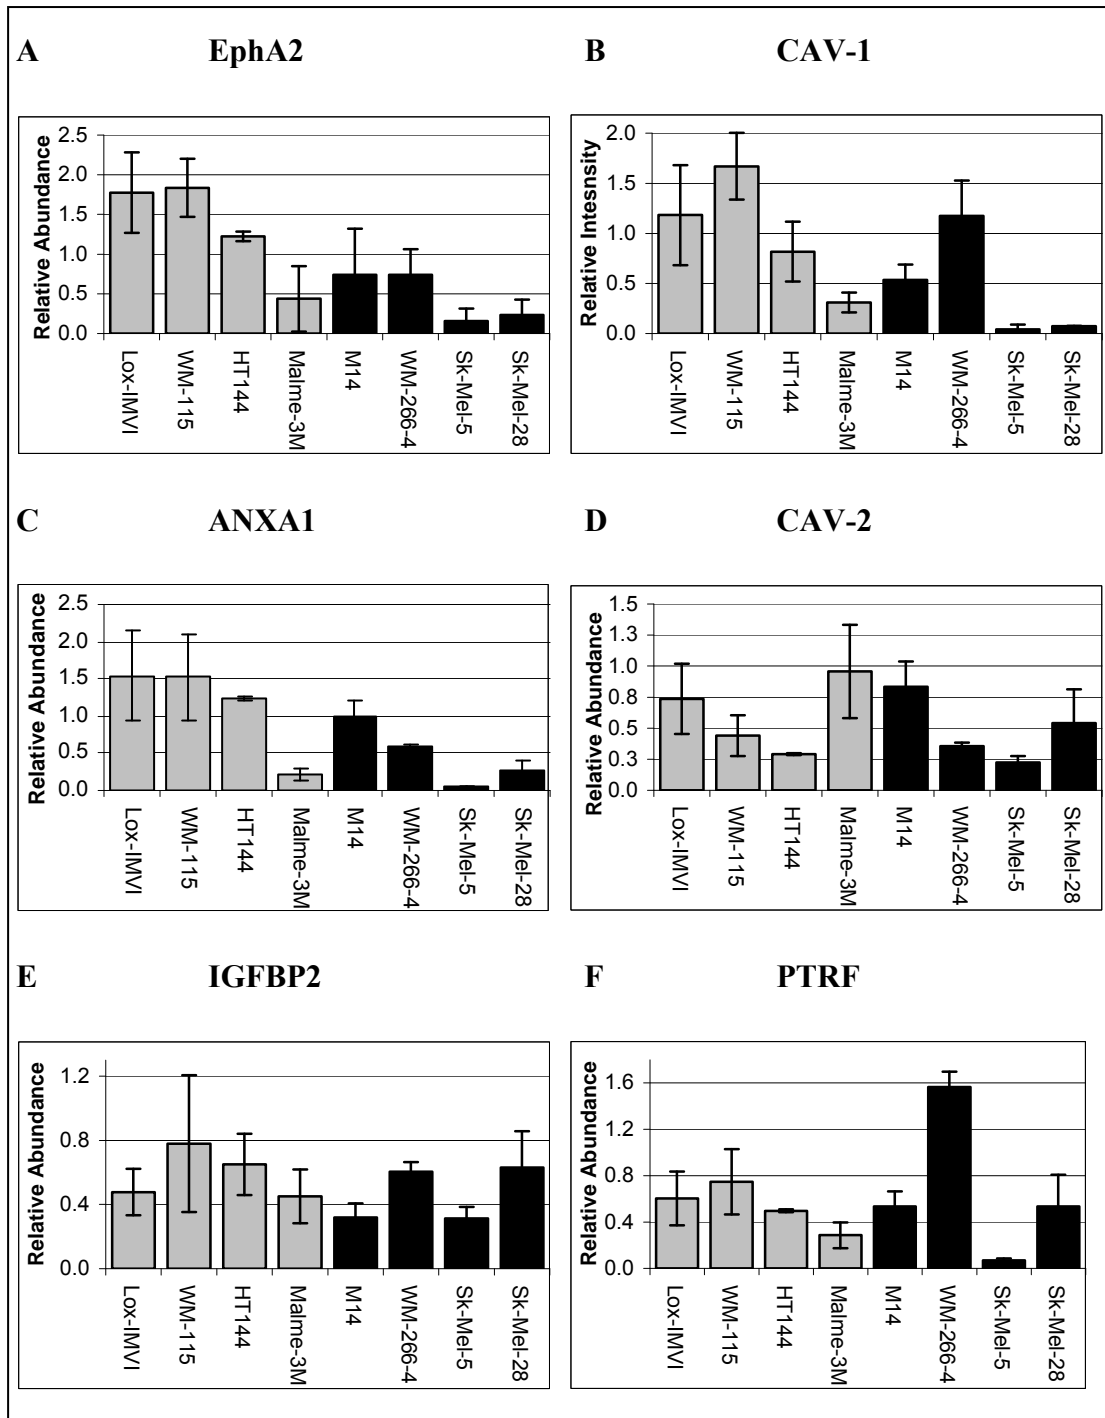 A EphA2
Relative Abundance
2.5
2.0
1.5
1.0
0.5
0.0
Lox-IMVI
WM-115
HT144
Malme-3M
M14
WM-266-4
Sk-Mel-5
Sk-Mel-28
B CAV-1
Relative Intesnsity
2.0
1.5
1.0
0.5
0.0
Lox-IMVI
WM-115
HT144
Malme-3M
M14
WM-266-4
Sk-Mel-5
Sk-Mel-28
C ANXA1
Relative Abundance
2.5
2.0
1.5
1.0
0.5
0.0
Lox-IMVI
WM-115
HT144
Malme-3M
M14
WM-266-4
Sk-Mel-5
Sk-Mel-28
D CAV-2
Relative Abundance
1.5
1.3
1.0
0.8
0.5
0.3
0.0
Lox-IMVI
WM-115
HT144
Malme-3M
M14
WM-266-4
Sk-Mel-5
Sk-Mel-28
E IGFBP2
Relative Abundance
1.2
0.8
0.4
0.0
Lox-IMVI
WM-115
HT144
Malme-3M
M14
WM-266-4
Sk-Mel-5
Sk-Mel-28
F PTRF
Relative Abundance
1.6
1.2
0.8
0.4
0.0
Lox-IMVI
WM-115
HT144
Malme-3M
M14
WM-266-4
Sk-Mel-5
Sk-Mel-28